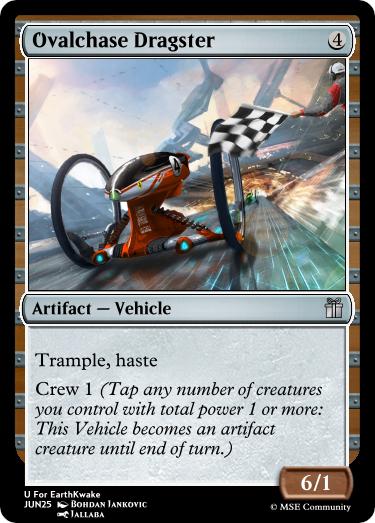 Ovalchase Dragster 4
4
Artifact — Vehicle
Trample, haste
Crew 1 (Tap any number of creatures
you control with total power 1 or more:
This Vehicle becomes an artifact
creature until end of turn.)
6/1
U For EarthKwake
JUN25 Bohdan Jankovic
Jallaba
© MSE Community